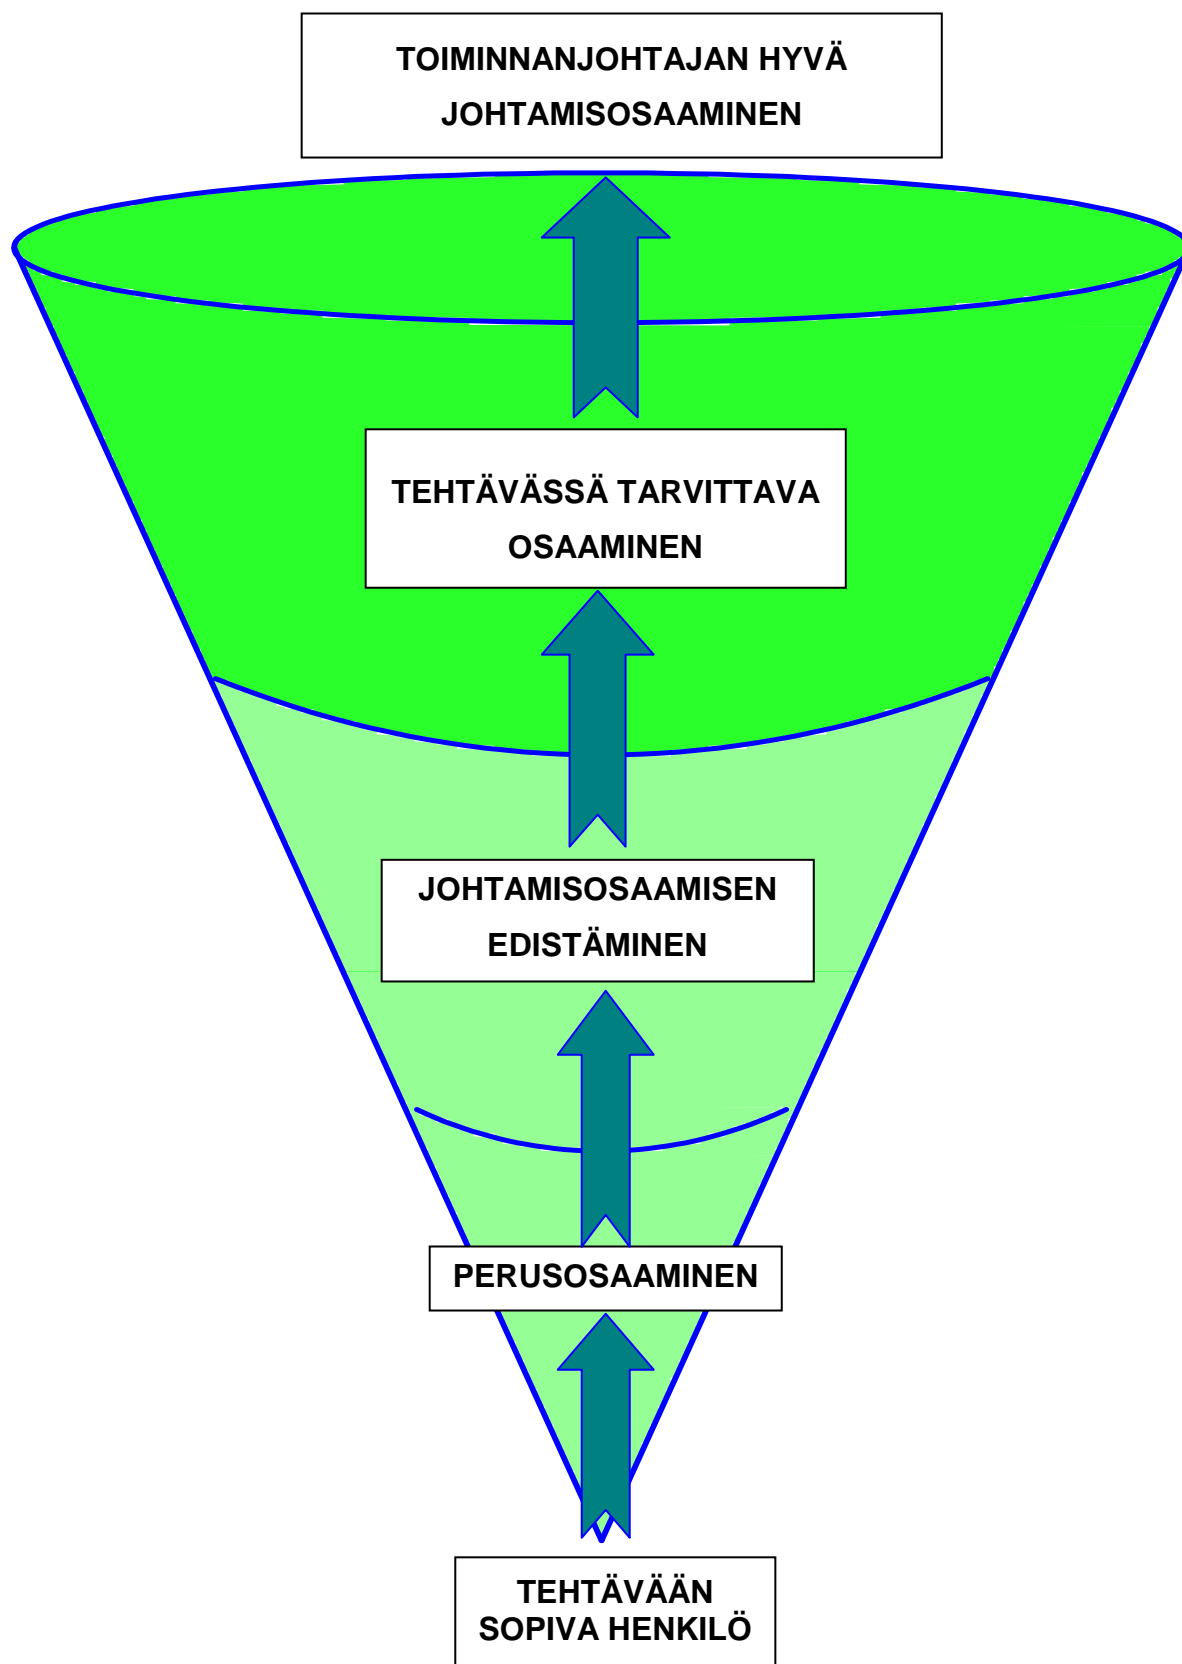 TOIMINNANJOHTAJAN HYVÄ
JOHTAMISOSAAMINEN
TEHTÄVÄSSÄ TARVITTAVA
OSAAMINEN
JOHTAMISOSAAMISEN
EDISTÄMINEN
PERUSOSAAMINEN
TEHTÄVÄÄN
SOPIVA HENKILÖ